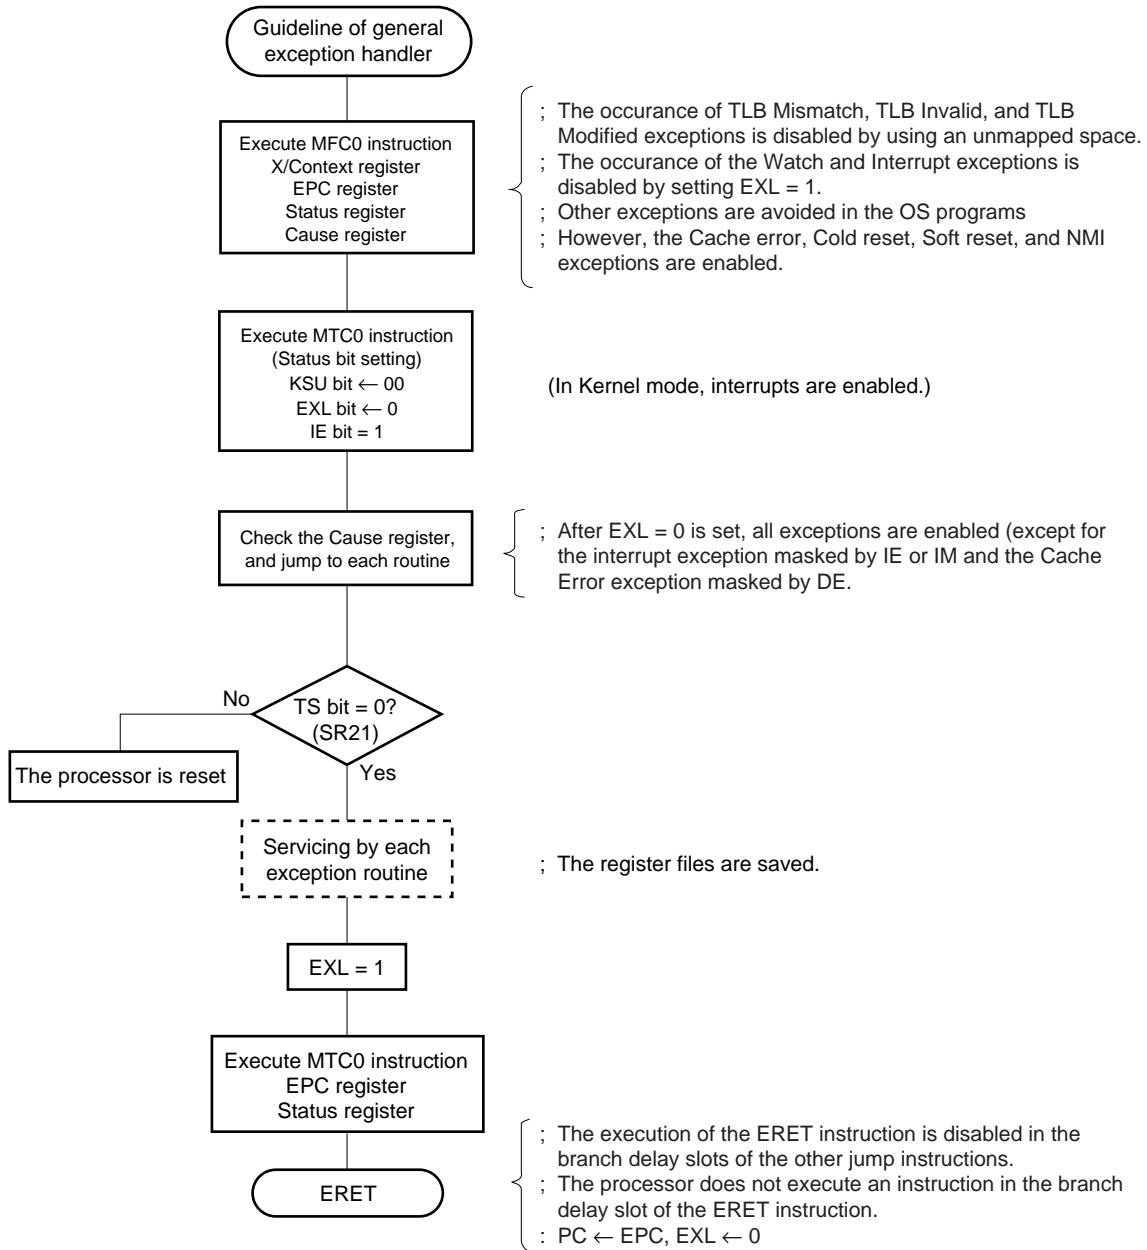 Guideline of general
exception handler
Execute MFC0 instruction
X/Context register
EPC register
Status register
Cause register
; The occurance of TLB Mismatch, TLB Invalid, and TLB
Modified exceptions is disabled by using an unmapped space.
; The occurance of the Watch and Interrupt exceptions is
disabled by setting EXL = 1.
; Other exceptions are avoided in the OS programs
; However, the Cache error, Cold reset, Soft reset, and NMI
exceptions are enabled.
Execute MTC0 instruction
(Status bit setting)
KSU bit ← 00
EXL bit ← 0
IE bit = 1
(In Kernel mode, interrupts are enabled.)
Check the Cause register,
and jump to each routine
; After EXL = 0 is set, all exceptions are enabled (except for
the interrupt exception masked by IE or IM and the Cache
Error exception masked by DE.
No
TS bit = 0?
(SR21)
The processor is reset
Yes
Servicing by each
exception routine
; The register files are saved.
EXL = 1
Execute MTC0 instruction
EPC register
Status register
; The execution of the ERET instruction is disabled in the
branch delay slots of the other jump instructions.
; The processor does not execute an instruction in the branch
delay slot of the ERET instruction.
: PC ← EPC, EXL ← 0
ERET